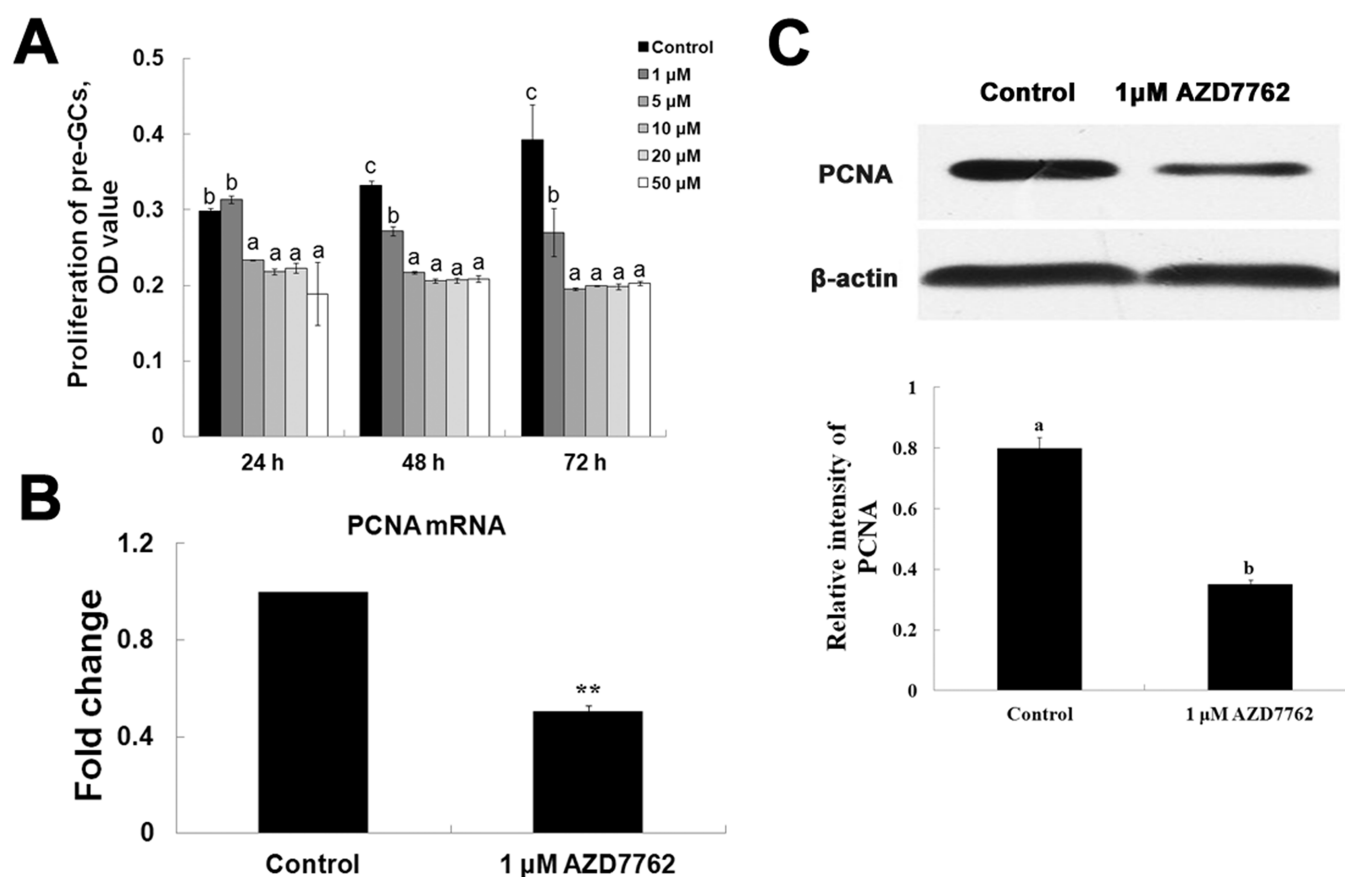 A
Proliferation of pre-GCs,
OD value
0.5
0.4
0.3
0.2
0.1
0
Control
1 µM
5 µM
10 µM
20 µM
50 µM
b b a a a a
c b a a a a
c b a a a a
24 h 48 h 72 h
B
PCNA mRNA
Fold change
1.2
0.8
0.4
0
**
Control 1 µM AZD7762
C
Control 1µM AZD7762
PCNA
β-actin
Relative intensity of
PCNA
1
0.8
0.6
0.4
0.2
0
a
b
Control 1 µM AZD7762